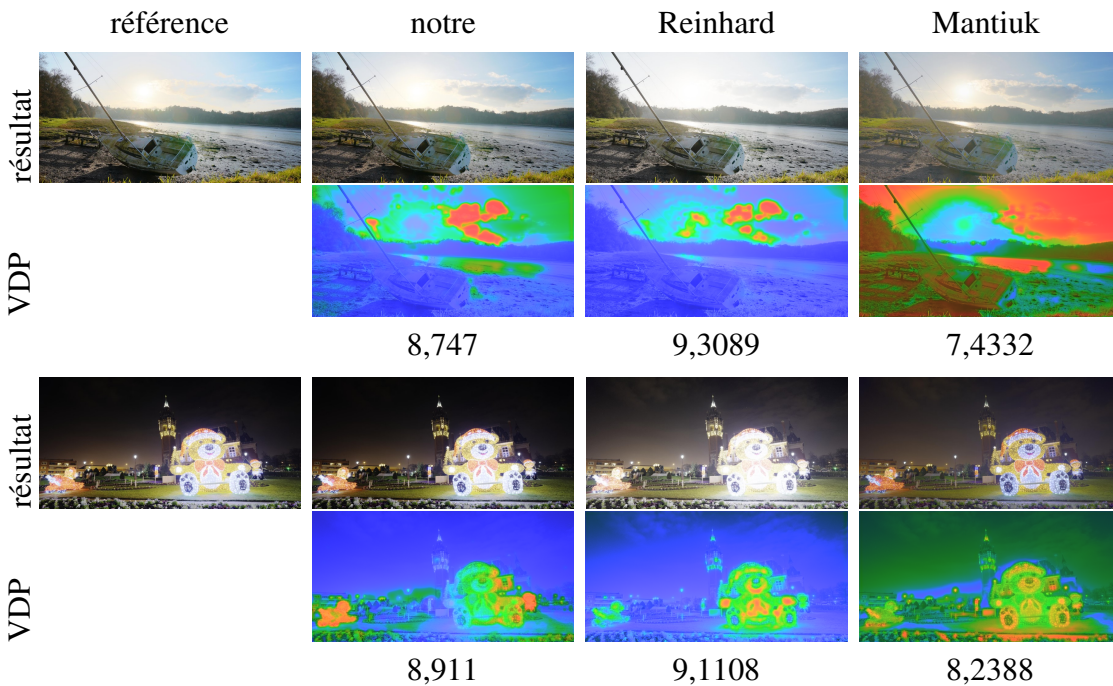 référence notre Reinhard Mantiuk
résultat
VDP
8,747 9,3089 7,4332
résultat
VDP
8,911 9,1108 8,2388